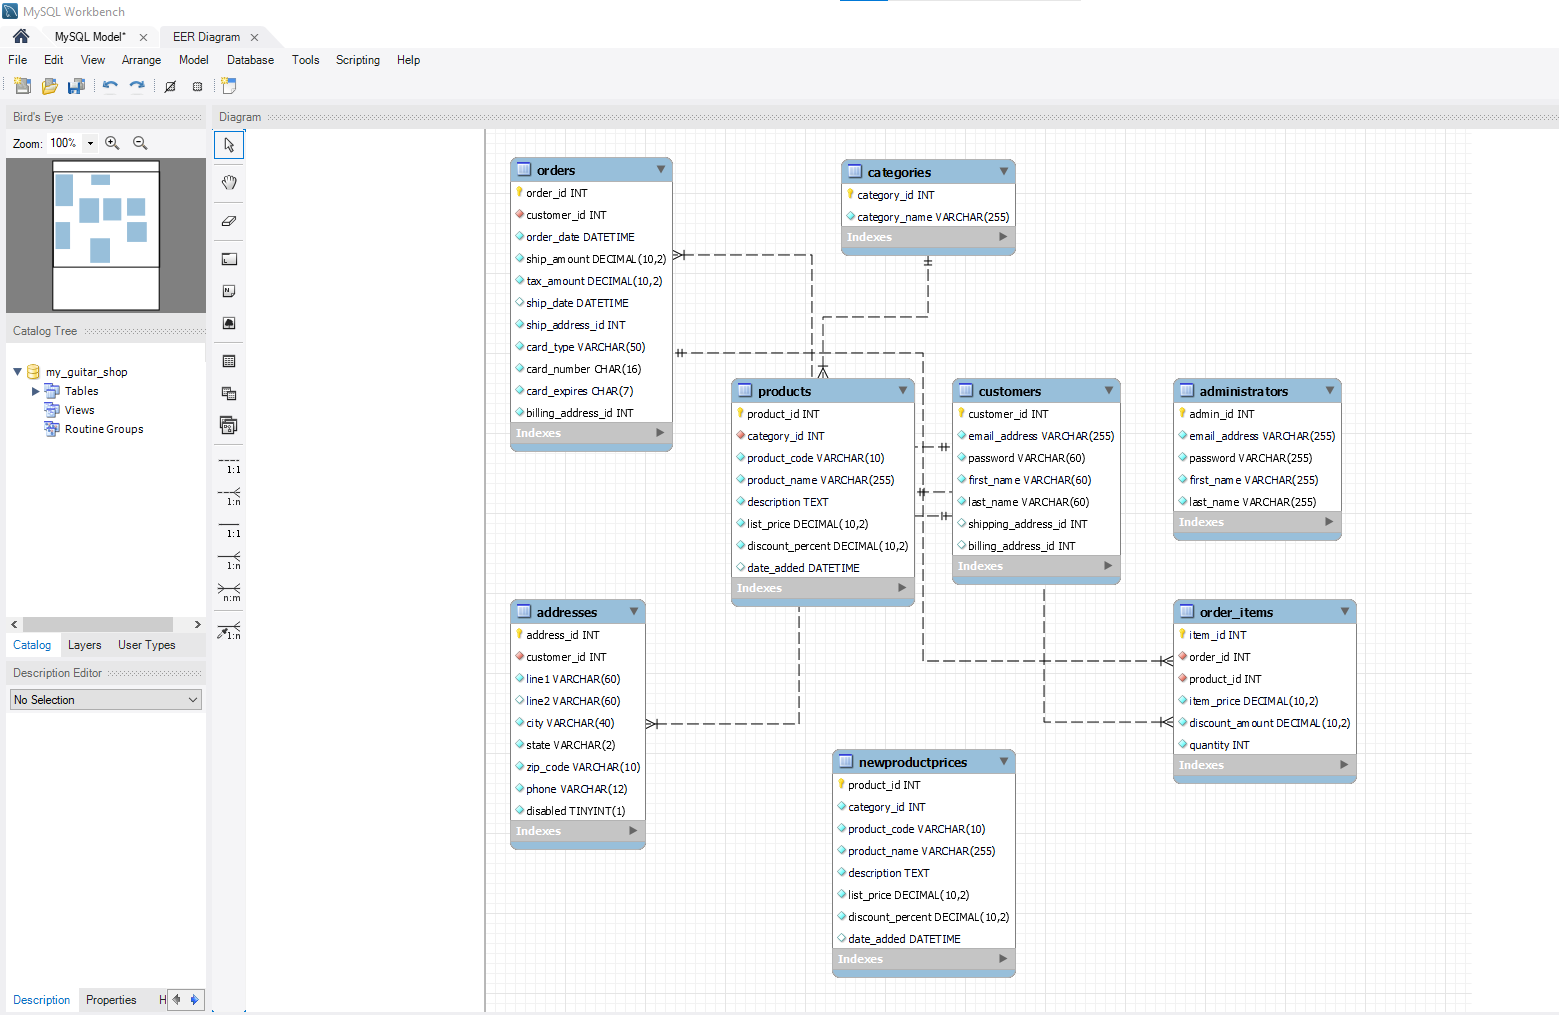 MySQL Workbench
MySQL Model*
EER Diagram
File Edit View Arrange Model Database Tools Scripting Help
Bird's Eye
Diagram
Zoom: 100%
Catalog Tree
my_guitar_shop
Tables
Views
Routine Groups
Catalog Layers User Types
Description Editor
No Selection
Description Properties H
1:1
1:n
1:1
1:n
n:m
1:n
orders
order_id INT
customer_id INT
order_date DATETIME
ship_amount DECIMAL(10,2)
tax_amount DECIMAL(10,2)
ship_date DATETIME
ship_address_id INT
card_type VARCHAR(50)
card_number CHAR(16)
card_expires CHAR(7)
billing_address_id INT
Indexes
categories
category_id INT
category_name VARCHAR(255)
Indexes
products
product_id INT
category_id INT
product_code VARCHAR(10)
product_name VARCHAR(255)
description TEXT
list_price DECIMAL(10,2)
discount_percent DECIMAL(10,2)
date_added DATETIME
Indexes
customers
customer_id INT
email_address VARCHAR(255)
password VARCHAR(60)
first_name VARCHAR(60)
last_name VARCHAR(60)
shipping_address_id INT
billing_address_id INT
Indexes
administrators
admin_id INT
email_address VARCHAR(255)
password VARCHAR(255)
first_name VARCHAR(255)
last_name VARCHAR(255)
Indexes
addresses
address_id INT
customer_id INT
line1 VARCHAR(60)
line2 VARCHAR(60)
city VARCHAR(40)
state VARCHAR(2)
zip_code VARCHAR(10)
phone VARCHAR(12)
disabled TINYINT(1)
Indexes
order_items
item_id INT
order_id INT
product_id INT
item_price DECIMAL(10,2)
discount_amount DECIMAL(10,2)
quantity INT
Indexes
newproductprices
product_id INT
category_id INT
product_code VARCHAR(10)
product_name VARCHAR(255)
description TEXT
list_price DECIMAL(10,2)
discount_percent DECIMAL(10,2)
date_added DATETIME
Indexes